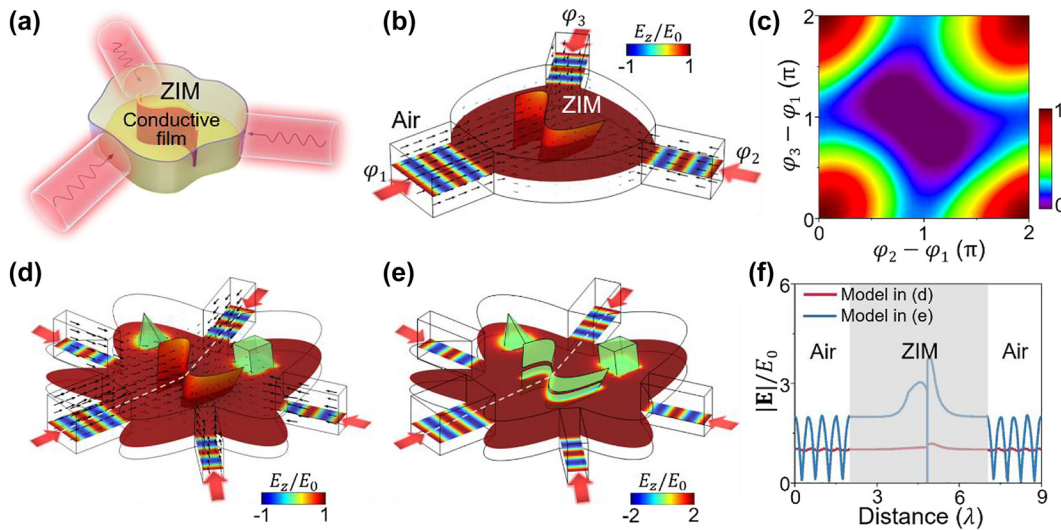 (a)
ZIM
Conductive
film
(b)
φ3
Ez/E0
-1 1
ZIM
Air
φ1
φ2
(c)
φ3 − φ1 (π)
2
1
0
0 1 2
φ2 − φ1 (π)
1
0
(d)
Ez/E0
-1 1
(e)
Ez/E0
-2 2
(f)
|E|/E0
6
3
0
Model in (d)
Model in (e)
Air ZIM Air
0 3 6 9
Distance (λ)